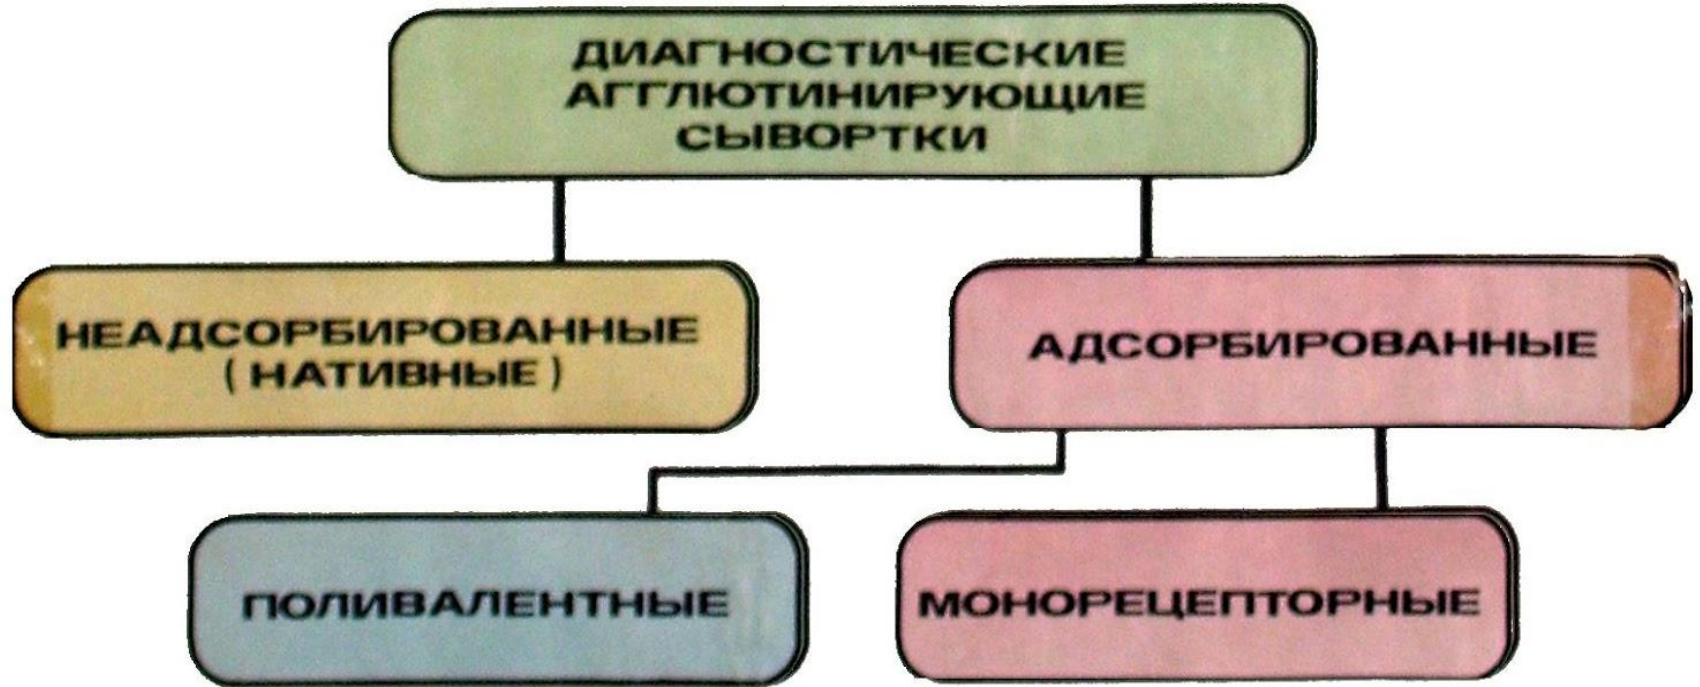 ДИАГНОСТИЧЕСКИЕ
АГГЛЮТИНИРУЮЩИЕ
СЫВОРТКИ
НЕАДСОРБИРОВАННЫЕ
( НАТИВНЫЕ )
АДСОРБИРОВАННЫЕ
ПОЛИВАЛЕНТНЫЕ
МОНОРЕЦЕПТОРНЫЕ